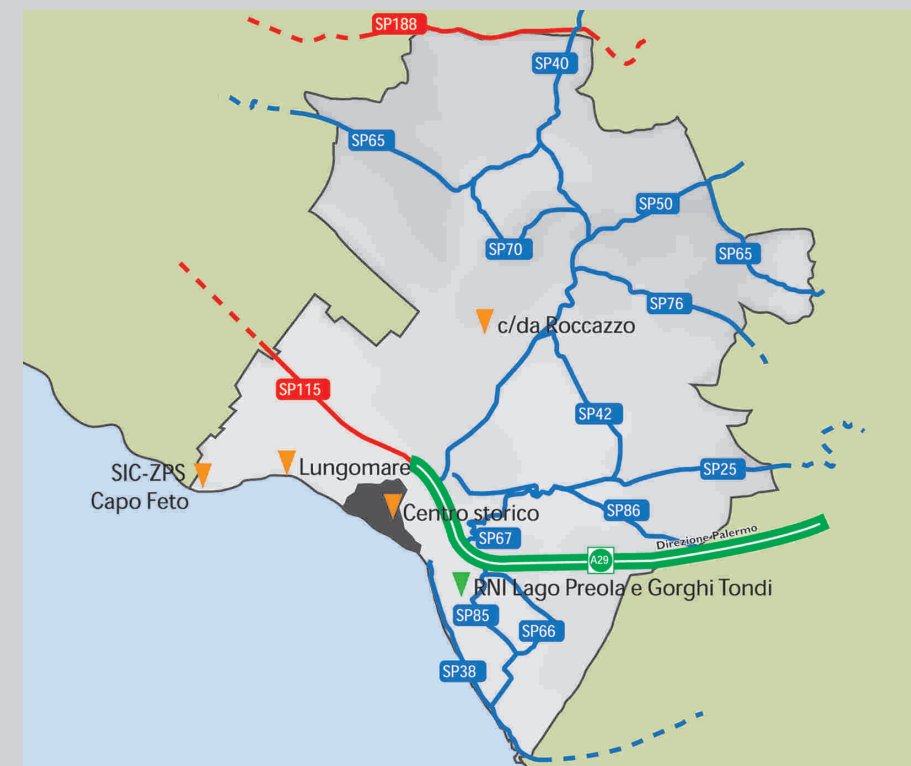 SP188
SP40
SP65
SP50
SP70
SP65
SP76
c/da Roccazzo
SP115
SP42
Lungomare
SP25
SIC-ZPS
Capo Feto
Centro storico
SP86
SP67
Direzione Palermo
A29
RNI Lago Preola e Gorghi Tondi
SP85
SP66
SP38